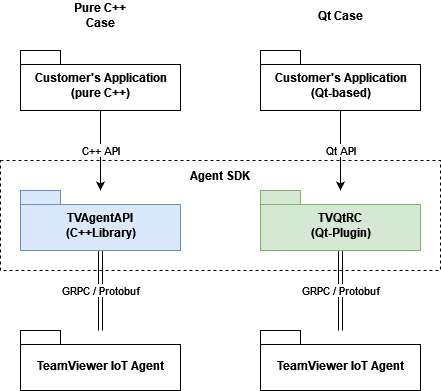 Pure C++
Case
Qt Case
Customer's Application
(pure C++)
Customer's Application
(Qt-based)
C++ API
Qt API
Agent SDK
TVAgentAPI
(C++Library)
TVQtRC
(Qt-Plugin)
GRPC / Protobuf
GRPC / Protobuf
TeamViewer IoT Agent
TeamViewer IoT Agent